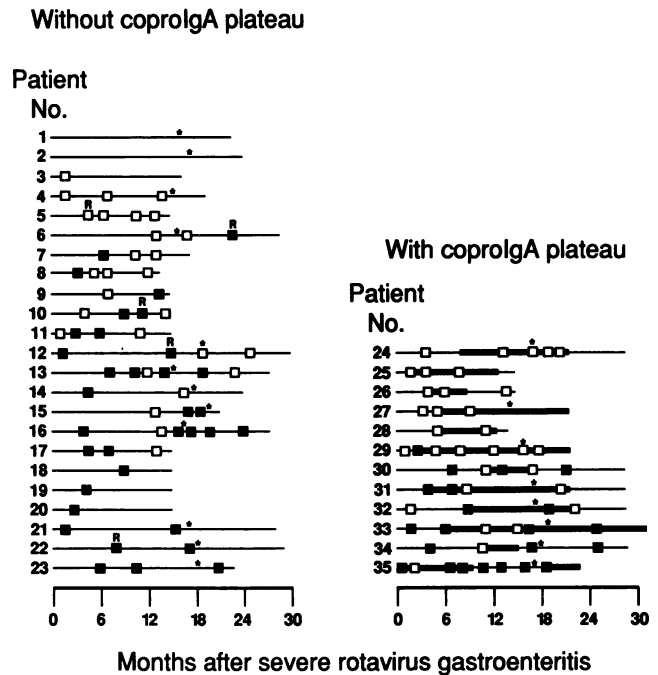 Without coproIgA plateau
Patient
No.
1
2
3
4
5 R
6 R
7
8
9
10 R
11
12 R
13
14
15
16
17
18
19
20
21
22 R
23
0 6 12 18 24 30
With coproIgA plateau
Patient
No.
24
25
26
27
28
29
30
31
32
33
34
35
0 6 12 18 24 30
Months after severe rotavirus gastroenteritis